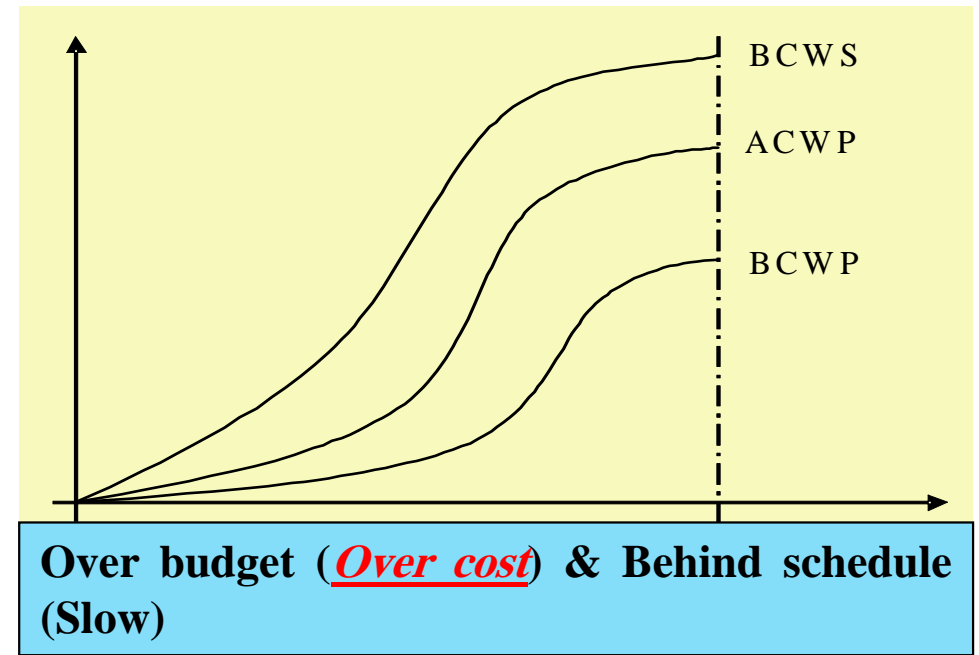 BCWS
ACWP
BCWP
Over budget (Over cost) & Behind schedule
(Slow)